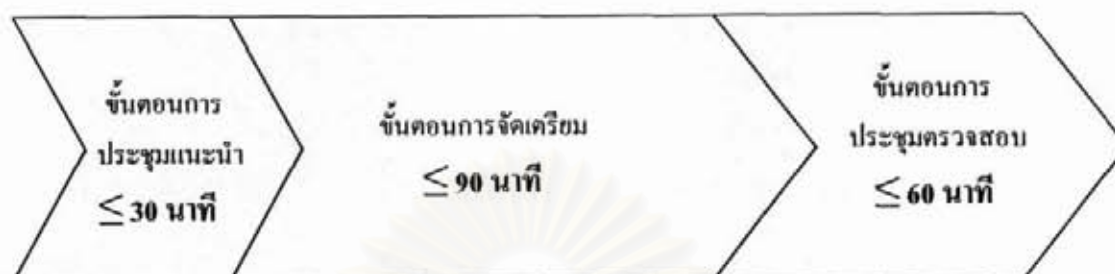 ขั้นตอนการ
ประชุมแนะนำ
≤ 30 นาที
ขั้นตอนการจัดเตรียม
≤ 90 นาที
ขั้นตอนการ
ประชุมตรวจสอบ
≤ 60 นาที